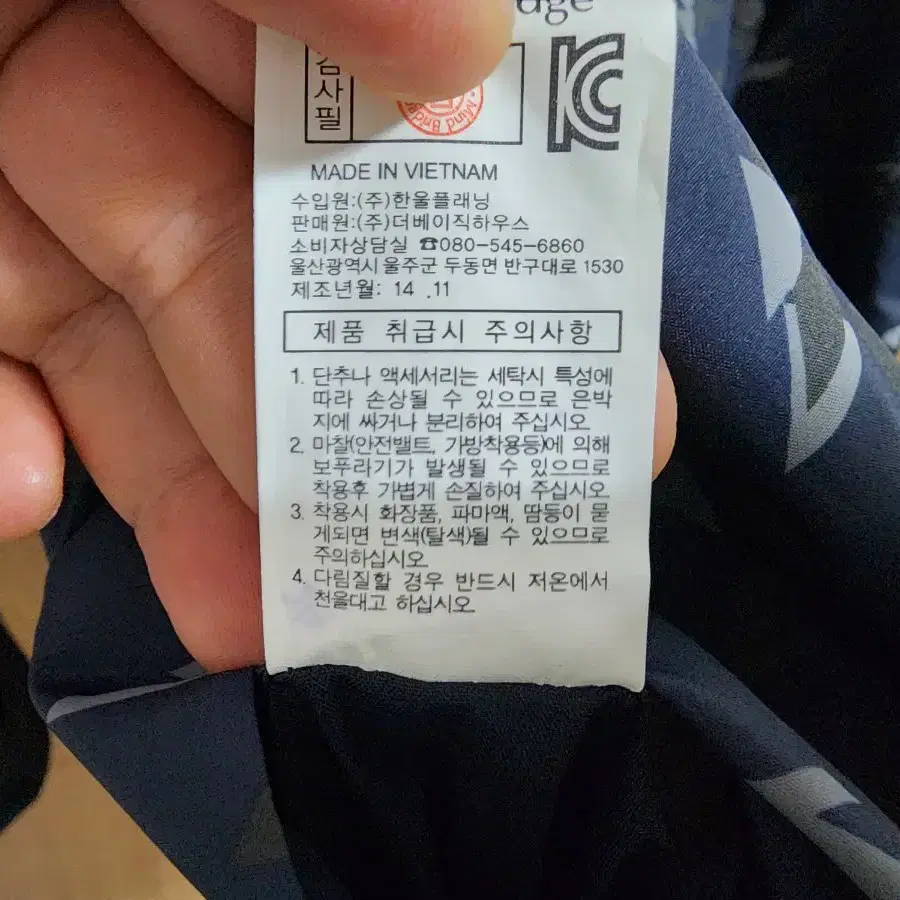 검사필
Mind Bridge
KC
MADE IN VIETNAM
수입원:(주)한울플래닝
판매원:(주)더베이직하우스
소비자상담실 ☎080-545-6860
울산광역시 울주군 두동면 반구대로 1530
제조년월: 14 .11
제품 취급시 주의사항
1. 단추나 액세서리는 세탁시 특성에
따라 손상될 수 있으므로 은박
지에 싸거나 분리하여 주십시오
2. 마찰(안전밸트, 가방착용등)에 의해
보푸라기가 발생될 수 있으므로
착용후 가볍게 손질하여 주십시오
3. 착용시 화장품, 파마액, 땀등이 묻
게되면 변색(탈색)될 수 있으므로
주의하십시오
4. 다림질할 경우 반드시 저온에서
천을대고 하십시오